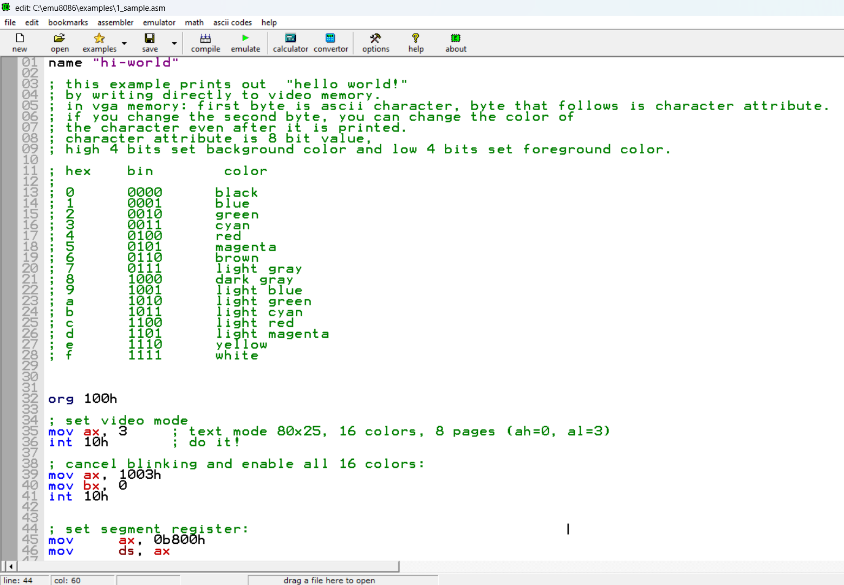 edit: C:\emu8086\examples\1_sample.asm
file edit bookmarks assembler emulator math ascii codes help
new open examples save compile emulate calculator convertor options help about
01 name "hi-world"
02
03 ; this example prints out "hello world!"
04 ; by writing directly to video memory.
05 ; in vga memory: first byte is ascii character, byte that follows is character attribute.
06 ; if you change the second byte, you can change the color of
07 ; the character even after it is printed.
08 ; character attribute is 8 bit value,
09 ; high 4 bits set background color and low 4 bits set foreground color.
10
11 ; hex bin color
12 ;
13 ; 0 0000 black
14 ; 1 0001 blue
15 ; 2 0010 green
16 ; 3 0011 cyan
17 ; 4 0100 red
18 ; 5 0101 magenta
19 ; 6 0110 brown
20 ; 7 0111 light gray
21 ; 8 1000 dark gray
22 ; 9 1001 light blue
23 ; a 1010 light green
24 ; b 1011 light cyan
25 ; c 1100 light red
26 ; d 1101 light magenta
27 ; e 1110 yellow
28 ; f 1111 white
29
30
31
32 org 100h
33
34 ; set video mode
35 mov ax, 3 ; text mode 80x25, 16 colors, 8 pages (ah=0, al=3)
36 int 10h ; do it!
37
38 ; cancel blinking and enable all 16 colors:
39 mov ax, 1003h
40 mov bx, 0
41 int 10h
42
43
44 ; set segment register:
45 mov ax, 0b800h
46 mov ds, ax
47
line: 44 col: 60 drag a file here to open